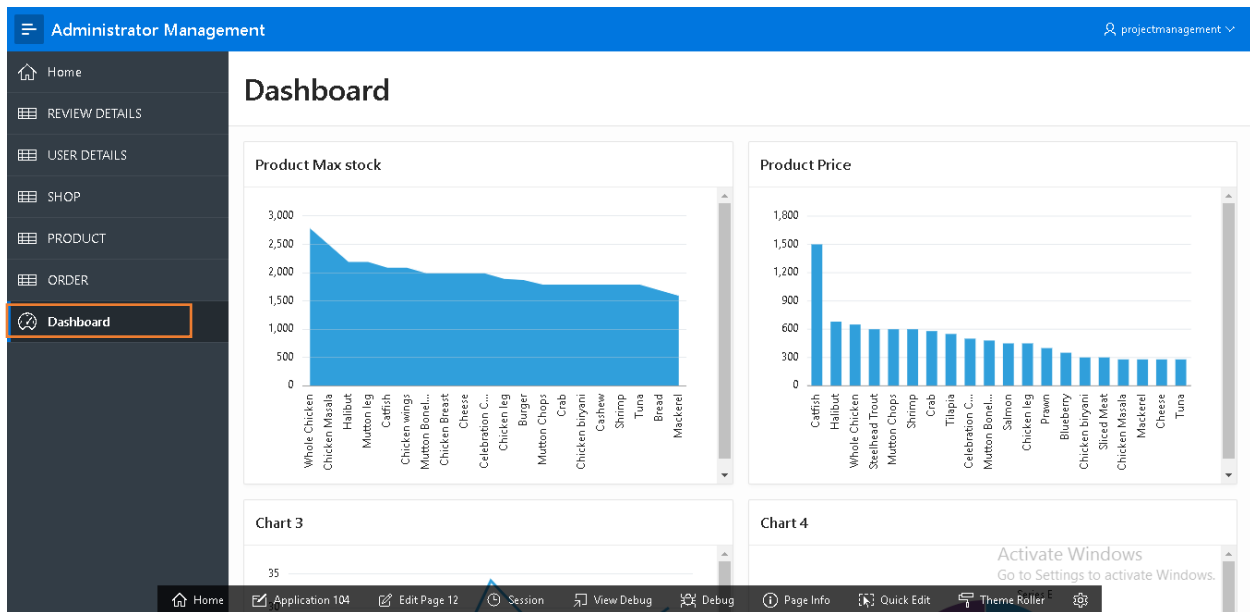 Administrator Management
projectmanagement
Home
REVIEW DETAILS
USER DETAILS
SHOP
PRODUCT
ORDER
Dashboard
Dashboard
Product Max stock
3,000
2,500
2,000
1,500
1,000
500
0
Whole Chicken
Chicken Masala
Halibut
Mutton leg
Catfish
Chicken wings
Mutton Bonel...
Chicken Breast
Cheese
Celebration C...
Chicken leg
Burger
Mutton Chops
Crab
Chicken binyani
Cashew
Shrimp
Tuna
Bread
Mackerel
Product Price
1,800
1,500
1,200
900
600
300
0
Catfish
Halibut
Whole Chicken
Steelhead Trout
Mutton Chops
Shrimp
Crab
Tilapia
Celebration C...
Mutton Bonel...
Salmon
Chicken leg
Prawn
Blueberry
Chicken binyani
Sliced Meat
Chicken Masala
Mackerel
Cheese
Tuna
Chart 3
35
30
Chart 4
Series E
Activate Windows
Go to Settings to activate Windows.
Home
Application 104
Edit Page 12
Session
View Debug
Debug
Page Info
Quick Edit
Theme Roller